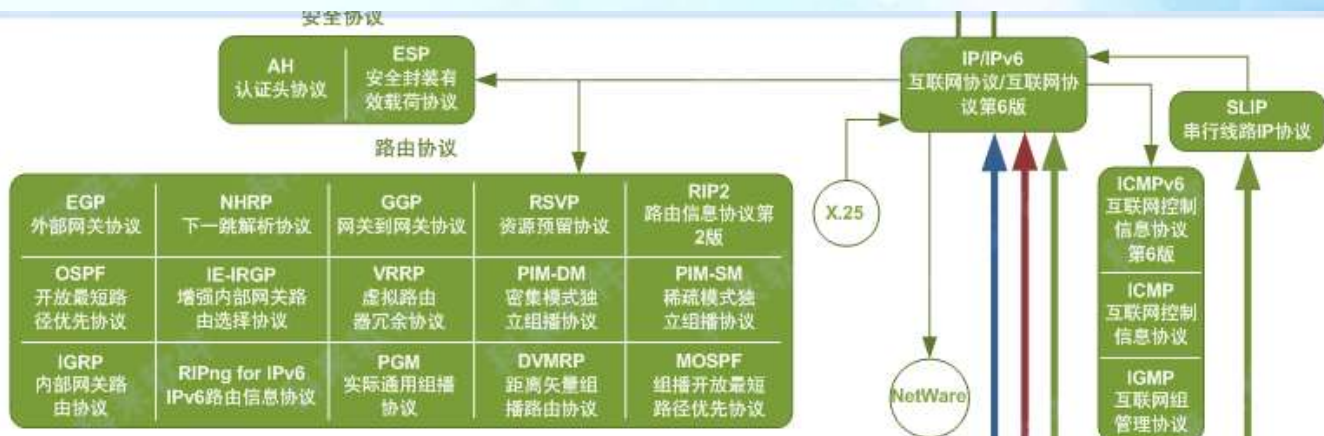 安全协议
AH
认证头协议
ESP
安全封装有
效载荷协议
IP/IPv6
互联网协议/互联网协
议第6版
SLIP
串行线路IP协议
路由协议
EGP
外部网关协议
NHRP
下一跳解析协议
GGP
网关到网关协议
RSVP
资源预留协议
RIP2
路由信息协议第
2版
OSPF
开放最短路
径优先协议
IE-IRGP
增强内部网关路
由选择协议
VRRP
虚拟路由
器冗余协议
PIM-DM
密集模式独
立组播协议
PIM-SM
稀疏模式独
立组播协议
IGRP
内部网关路
由协议
RIPng for IPv6
IPv6路由信息协议
PGM
实际通用组播
协议
DVMRP
距离矢量组
播路由协议
MOSPF
组播开放最短
路径优先协议
X.25
NetWare
ICMPv6
互联网控制
信息协议
第6版
ICMP
互联网控制
信息协议
IGMP
互联网组
管理协议